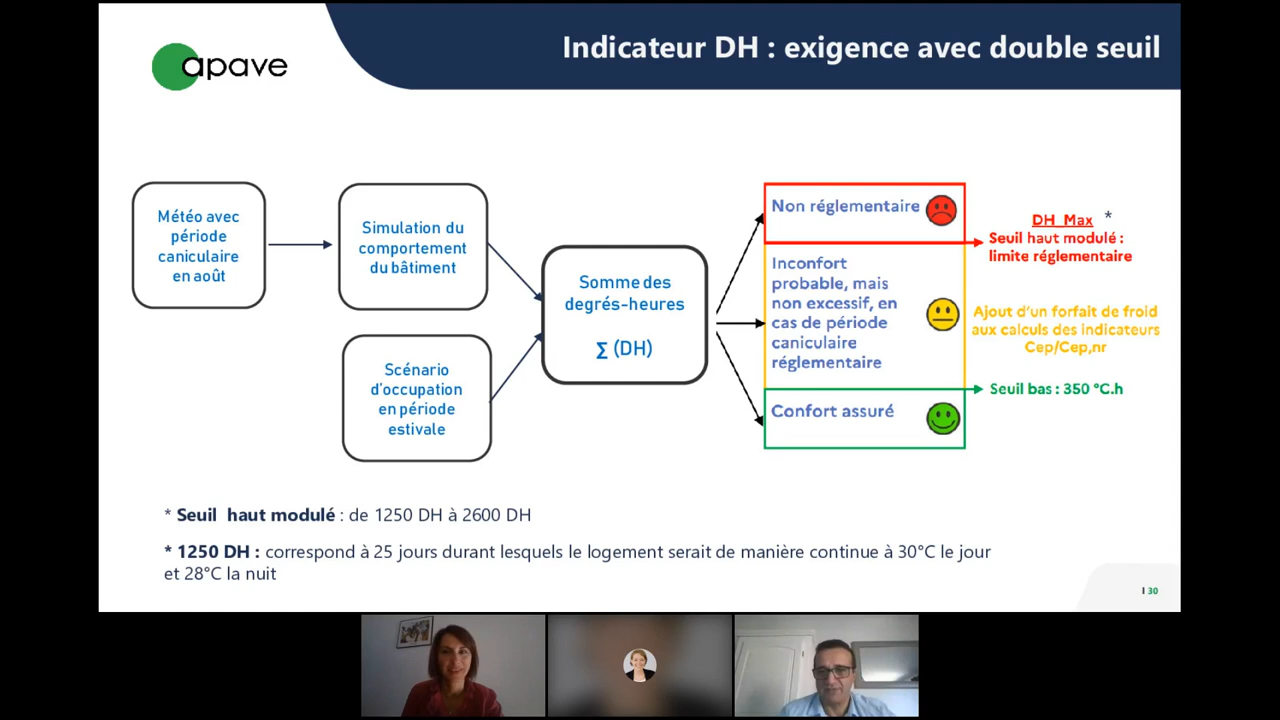 Indicateur DH : exigence avec double seuil
apave
Météo avec
période
caniculaire
en août
Simulation du
comportement
du bâtiment
Scénario
d'occupation
en période
estivale
Somme des
degrés-heures
∑ (DH)
Non réglementaire
Inconfort
probable, mais
non excessif, en
cas de période
caniculaire
réglementaire
Confort assuré
DH_Max *
Seuil haut modulé :
limite réglementaire
Ajout d'un forfait de froid
aux calculs des indicateurs
Cep/Cep,nr
Seuil bas : 350 °C.h
* Seuil haut modulé : de 1250 DH à 2600 DH
* 1250 DH : correspond à 25 jours durant lesquels le logement serait de manière continue à 30°C le jour
et 28°C la nuit
I 30